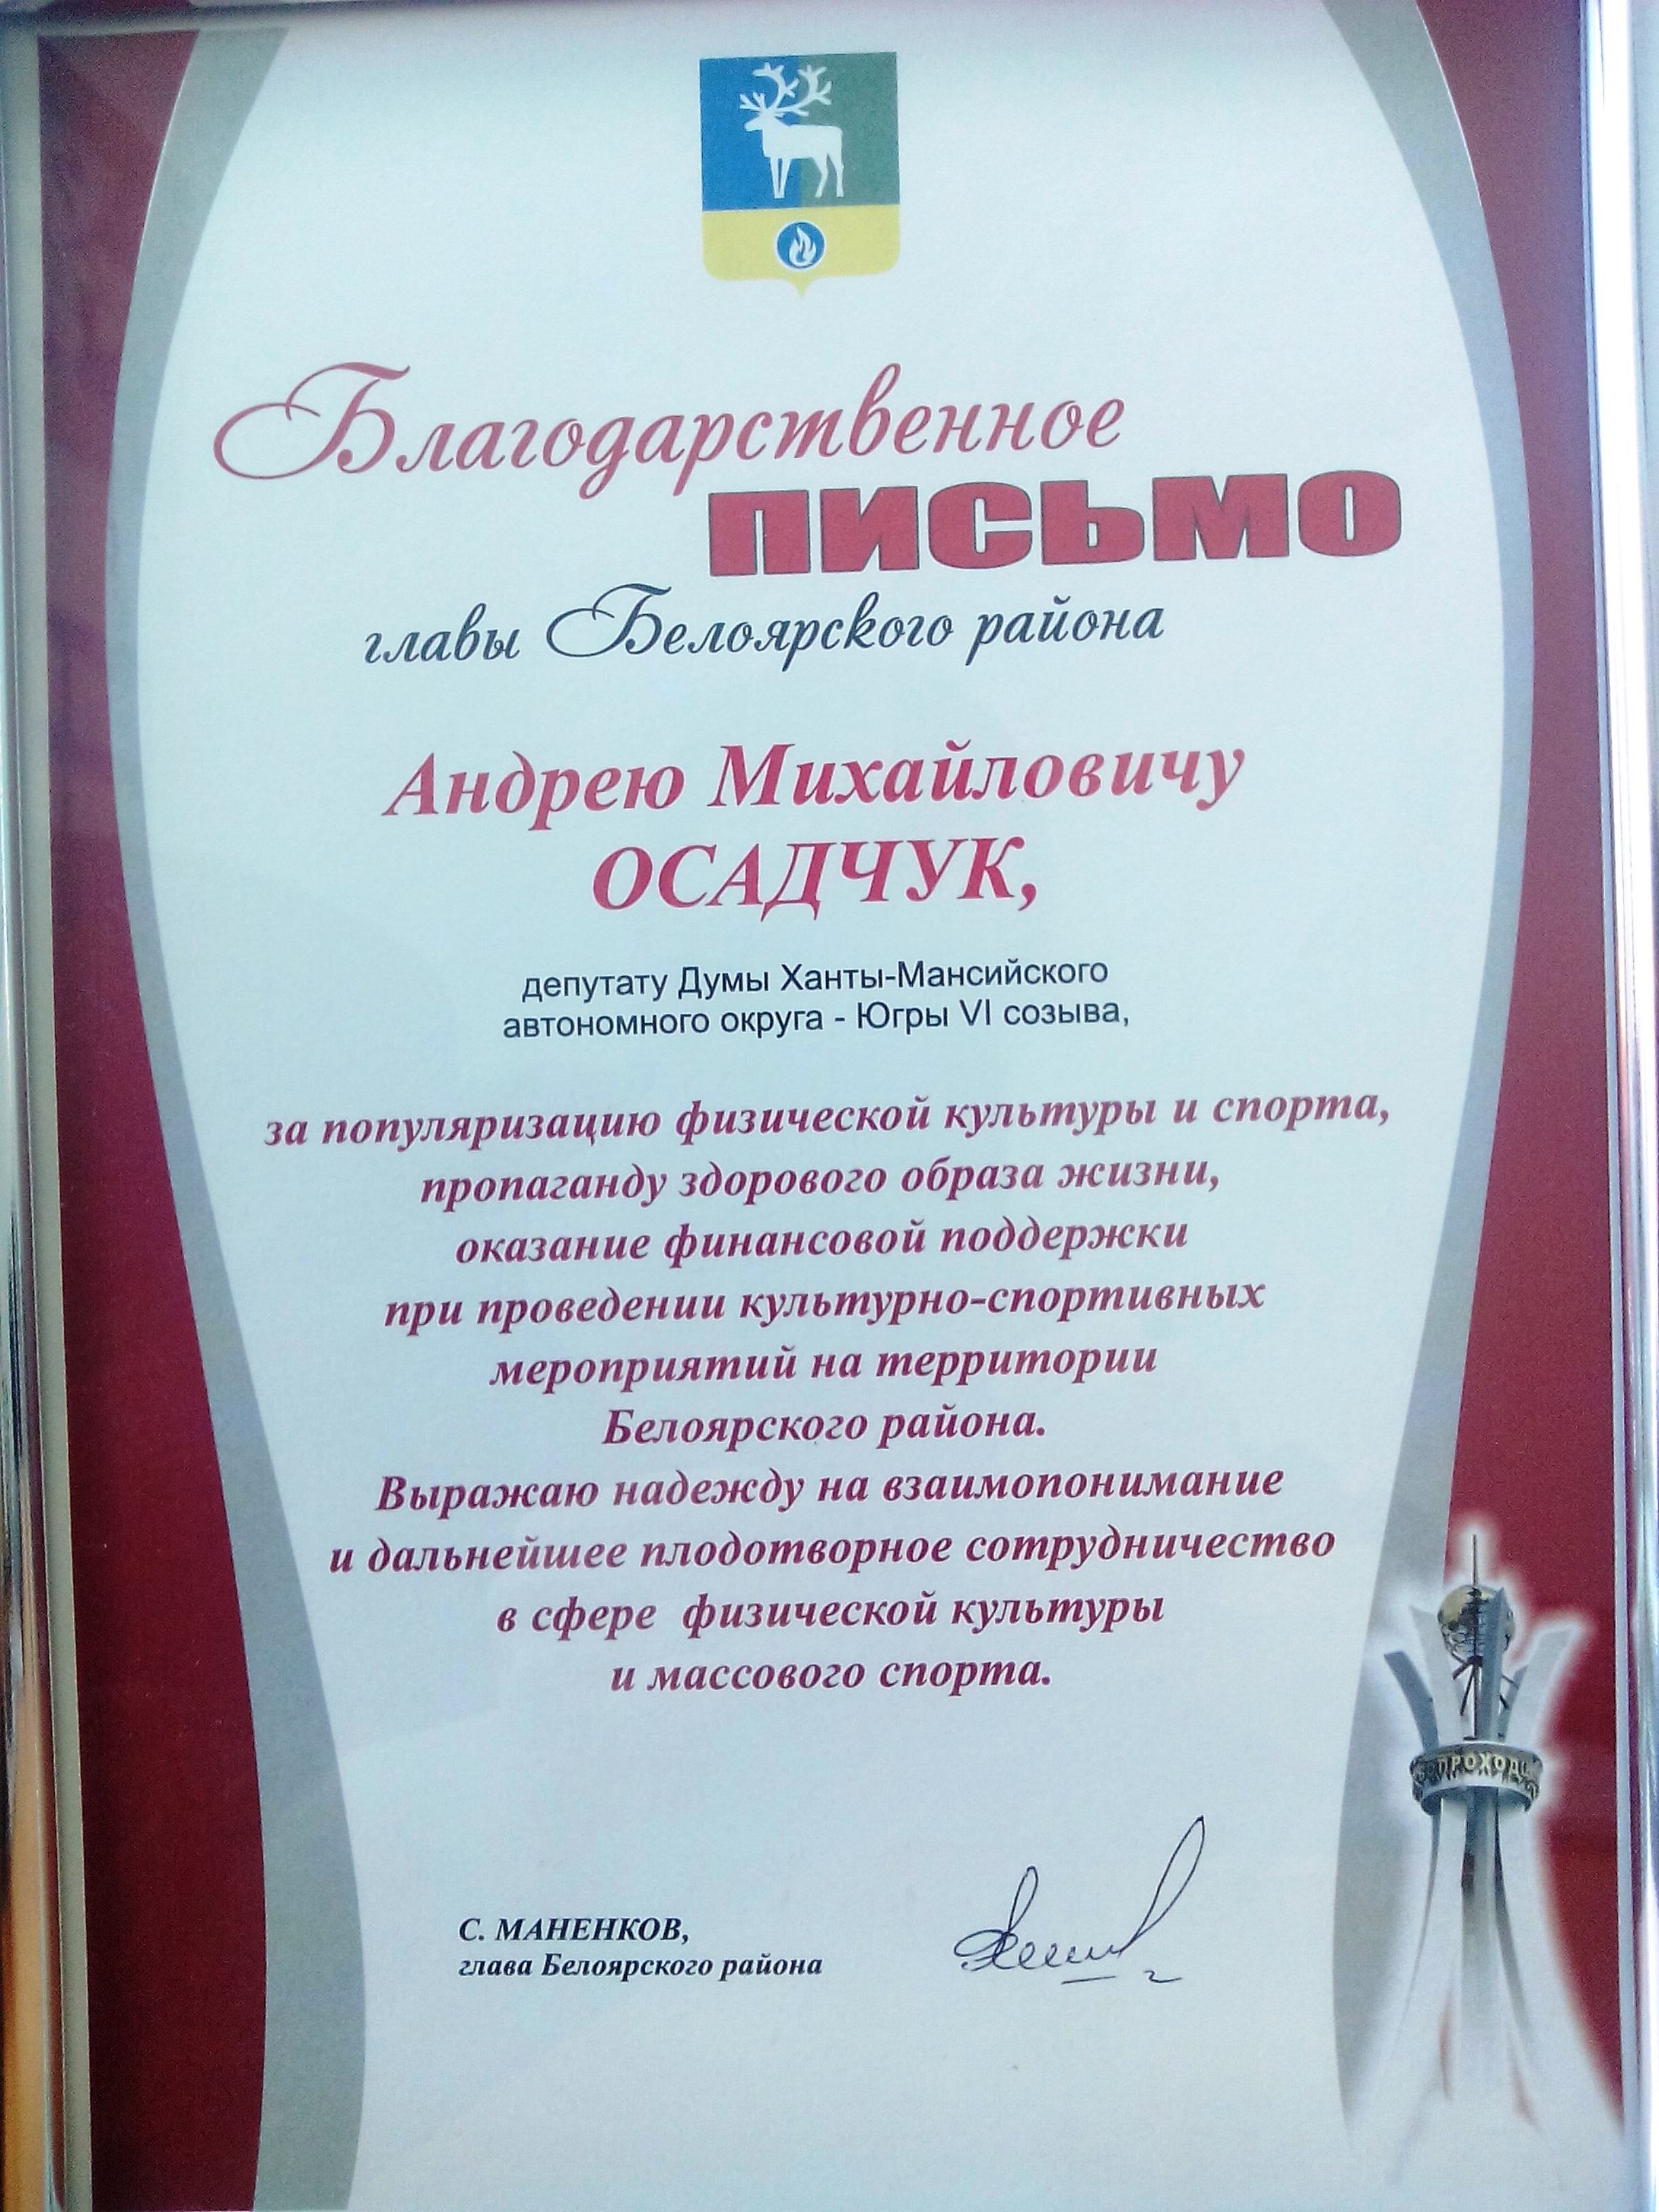 Благодарственное
письмо
главы Белоярского района
Андрею Михайловичу
ОСАДЧУК,
депутату Думы Ханты-Мансийского
автономного округа - Югры VI созыва,
за популяризацию физической культуры и спорта,
пропаганду здорового образа жизни,
оказание финансовой поддержки
при проведении культурно-спортивных
мероприятий на территории
Белоярского района.
Выражаю надежду на взаимопонимание
и дальнейшее плодотворное сотрудничество
в сфере физической культуры
и массового спорта.
С. МАНЕНКОВ,
глава Белоярского района